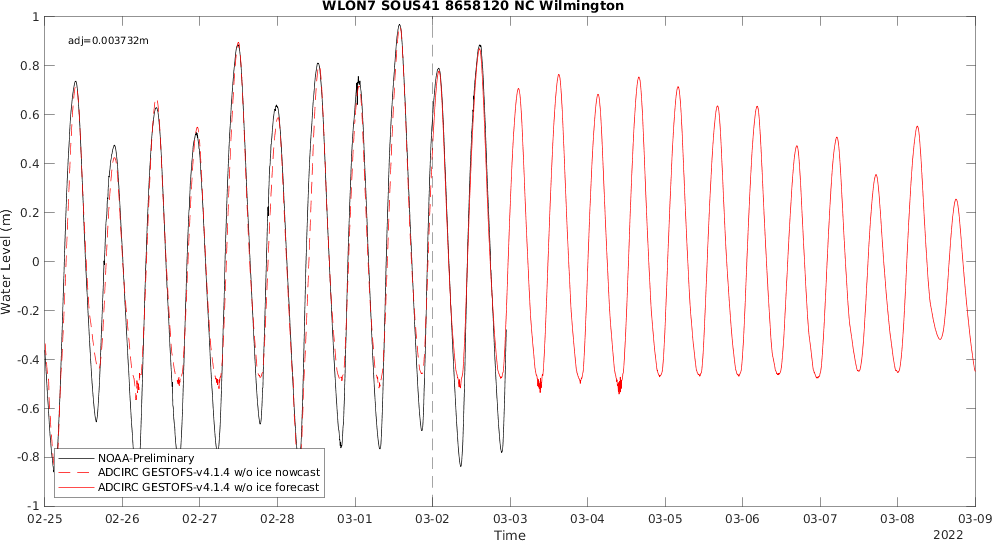 WLON7 SOUS41 8658120 NC Wilmington
adj=0.003732m
1
0.8
0.6
0.4
0.2
0
-0.2
-0.4
-0.6
-0.8
-1
Water Level (m)
NOAA-Preliminary
ADCIRC GESTOFS-v4.1.4 w/o ice nowcast
ADCIRC GESTOFS-v4.1.4 w/o ice forecast
02-25 02-26 02-27 02-28 03-01 03-02 03-03 03-04 03-05 03-06 03-07 03-08 03-09
Time
2022